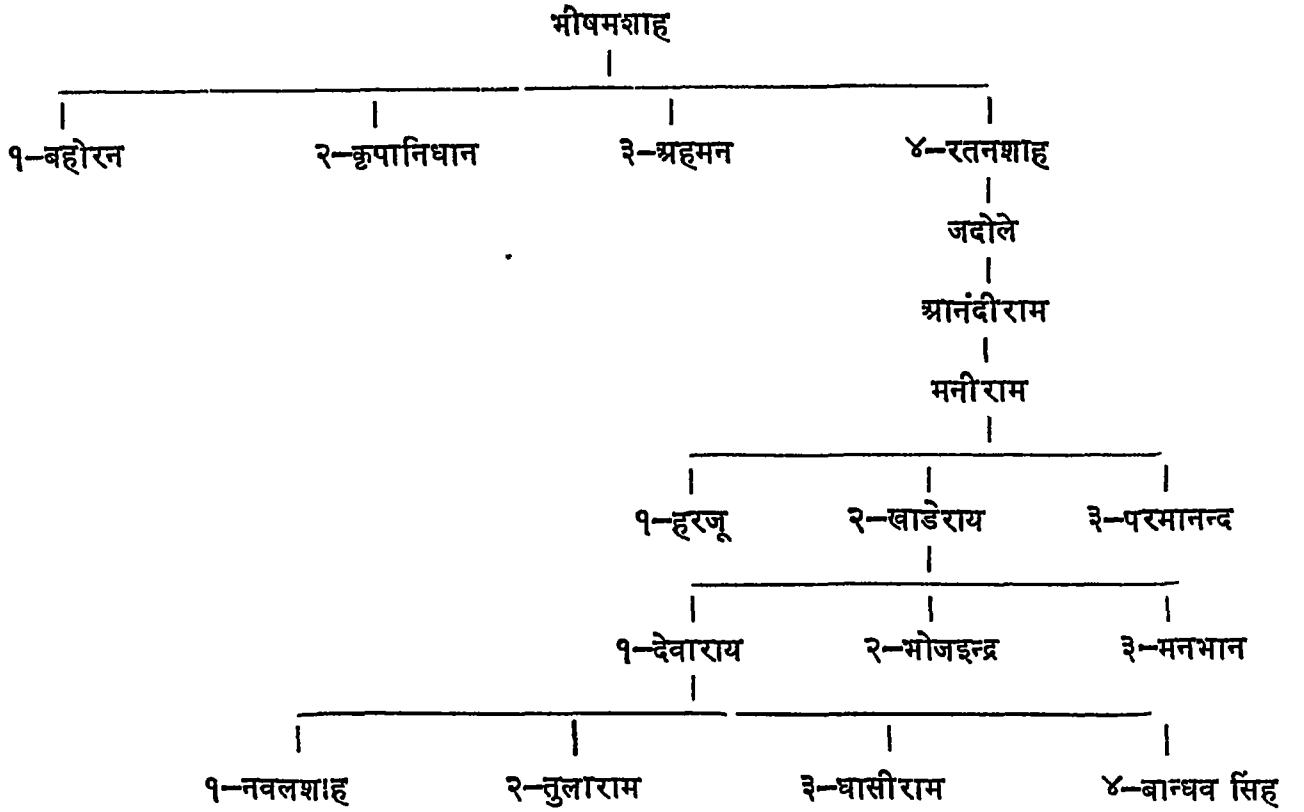 भीषमशाह
१-बहोरन २-कृपानिधान ३-अहमन ४-रतनशाह
जदोले
आनंदीराम
मनीराम
१-हरजू २-खाडेराय ३-परमानन्द
१-देवाराय २-भोजइन्द्र ३-मनभान
१-नवलशाह २-तुलाराम ३-घासीराम ४-बान्धव सिंह